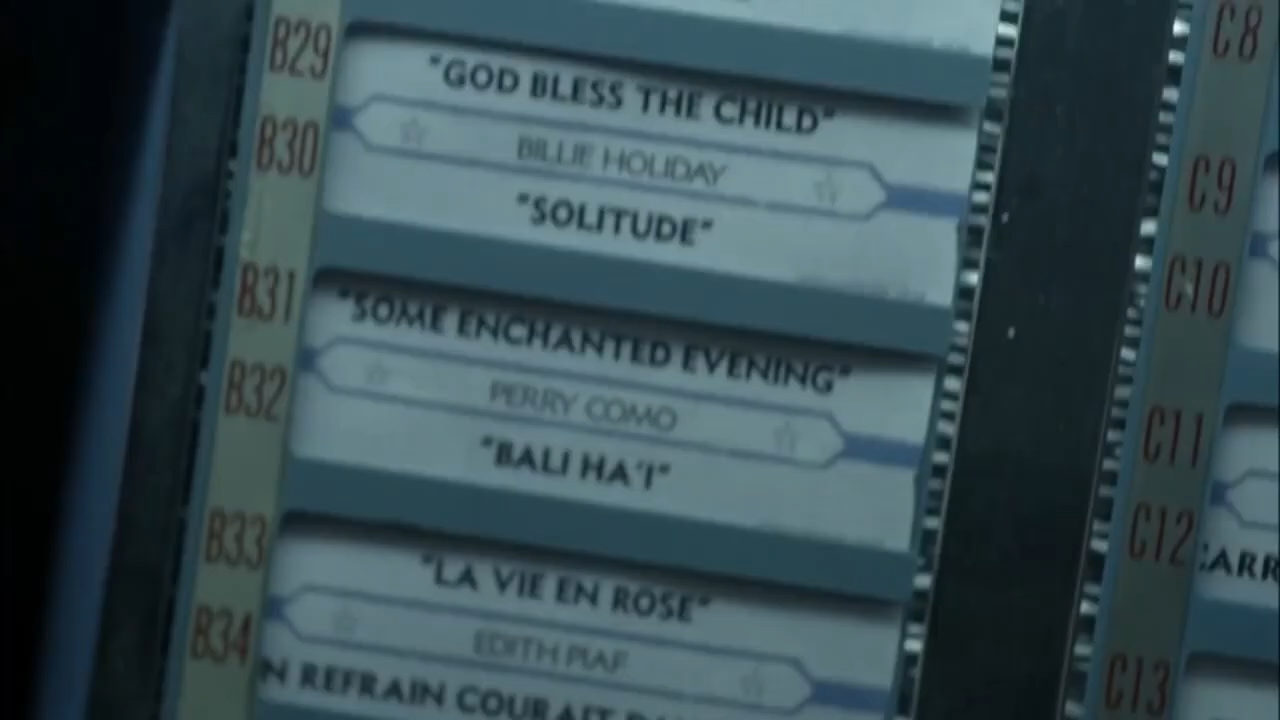 B29
"GOD BLESS THE CHILD"
B30
BILLIE HOLIDAY
"SOLITUDE"
B31
"SOME ENCHANTED EVENING"
B32
PERRY COMO
"BALI HA'I"
B33
"LA VIE EN ROSE"
B34
EDITH PIAF
N REFRAIN COURAIT
C8
C9
C10
C11
C12
CARR
C13